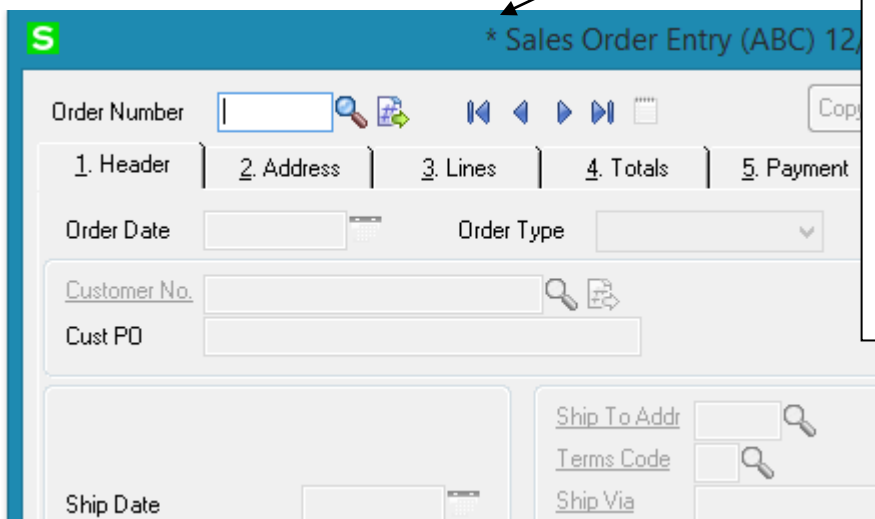 S
* Sales Order Entry (ABC) 12/
Order Number
Copy
1. Header 2. Address 3. Lines 4. Totals 5. Payment
Order Date Order Type
Customer No.
Cust PO
Ship To Addr
Terms Code
Ship Date Ship Via